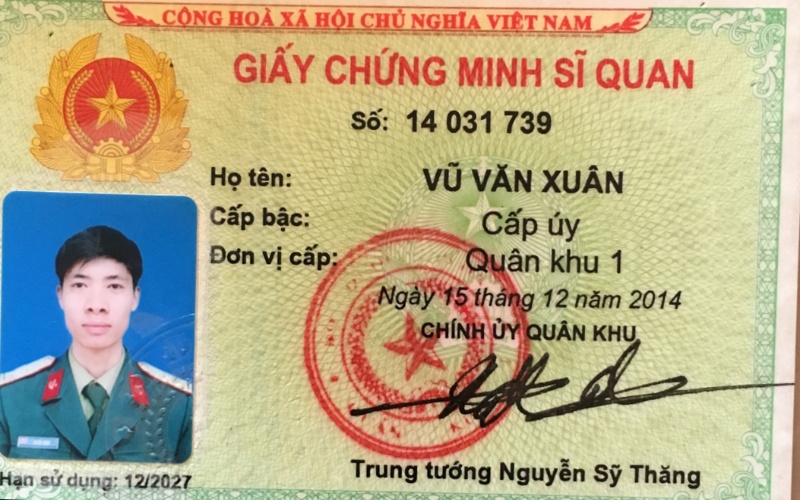 CỘNG HOÀ XÃ HỘI CHỦ NGHĨA VIỆT NAM
GIẤY CHỨNG MINH SĨ QUAN
Số: 14 031 739
Họ tên: VŨ VĂN XUÂN
Cấp bậc: Cấp úy
Đơn vị cấp: Quân khu 1
Ngày 15 tháng 12 năm 2014
CHÍNH ỦY QUÂN KHU
Trung tướng Nguyễn Sỹ Thăng
Hạn sử dụng: 12/2027